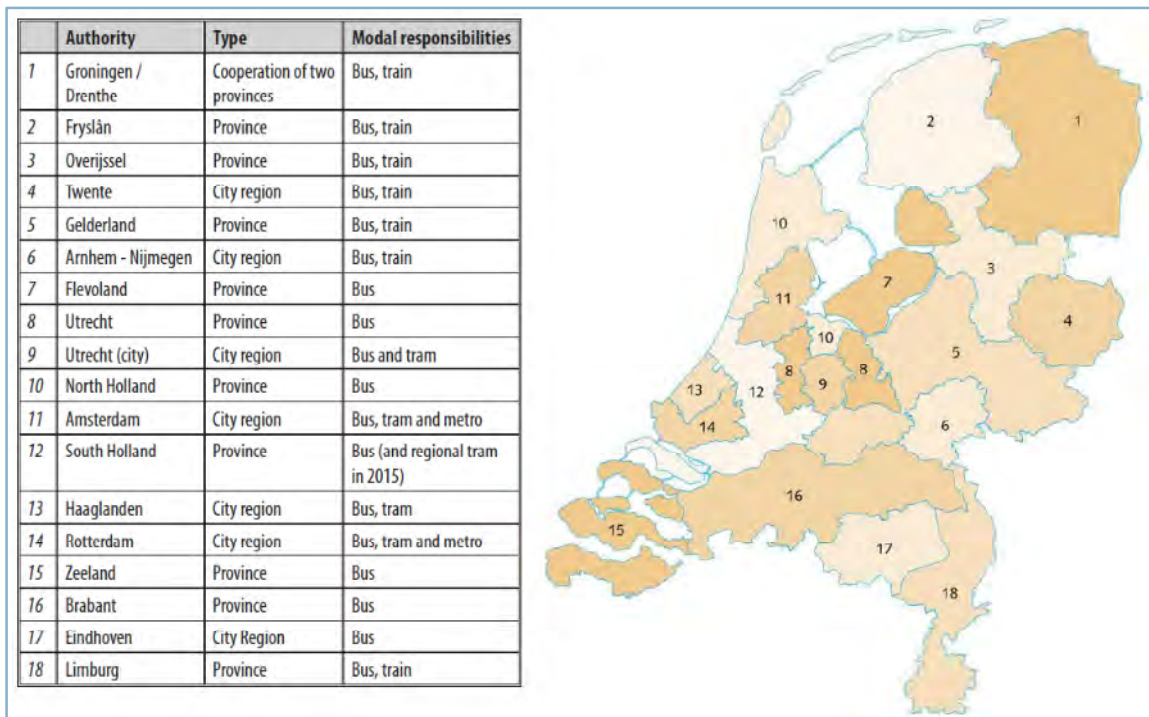 Authority Type Modal responsibilities
1 Groningen / Cooperation of two Bus, train
Drenthe provinces
2 Fryslân Province Bus, train
3 Overijssel Province Bus, train
4 Twente City region Bus, train
5 Gelderland Province Bus, train
6 Arnhem - Nijmegen City region Bus, train
7 Flevoland Province Bus
8 Utrecht Province Bus
9 Utrecht (city) City region Bus and tram
10 North Holland Province Bus
11 Amsterdam City region Bus, tram and metro
12 South Holland Province Bus (and regional tram
in 2015)
13 Haaglanden City region Bus, tram
14 Rotterdam City region Bus, tram and metro
15 Zeeland Province Bus
16 Brabant Province Bus
17 Eindhoven City Region Bus
18 Limburg Province Bus, train
1
2
10
3
7
11
4
10
5
8
8
9
13
12
14
6
16
15
17
18